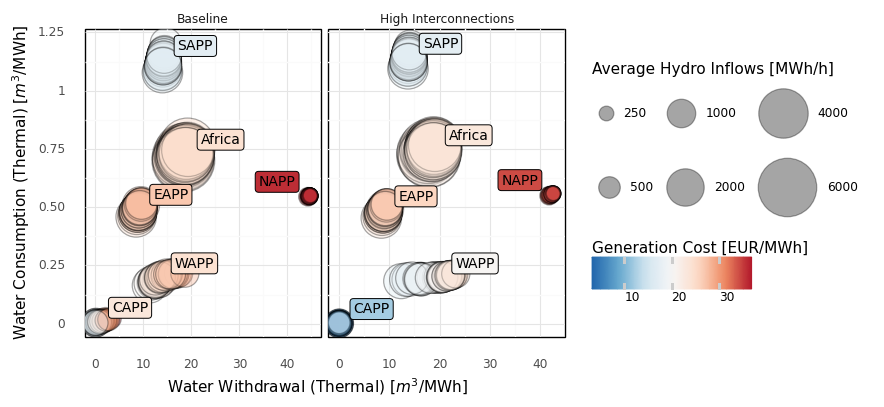 Baseline
High Interconnections
Water Consumption (Thermal) [m³/MWh]
1.25
1
0.75
0.50
0.25
0
SAPP
Africa
NAPP
EAPP
WAPP
CAPP
SAPP
Africa
NAPP
EAPP
WAPP
CAPP
0 10 20 30 40
0 10 20 30 40
Water Withdrawal (Thermal) [m³/MWh]
Average Hydro Inflows [MWh/h]
250 1000 4000
500 2000 6000
Generation Cost [EUR/MWh]
10 20 30